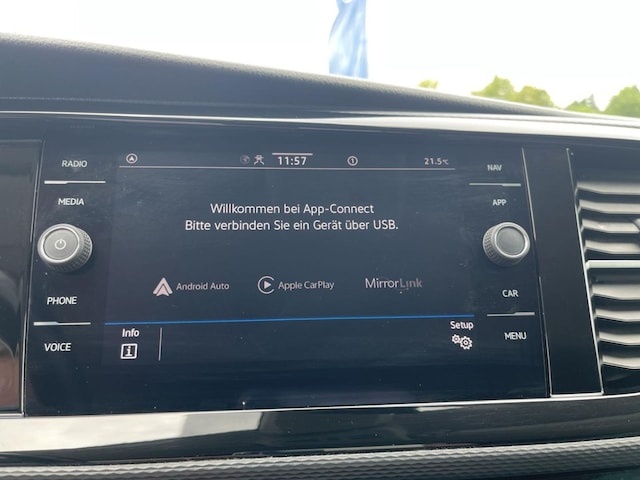 RADIO
MEDIA
PHONE
VOICE
11:57
1
21.5°C
Willkommen bei App-Connect
Bitte verbinden Sie ein Gerät über USB.
Android Auto
Apple CarPlay
MirrorLink
Info
i
Setup
NAV
APP
CAR
MENU